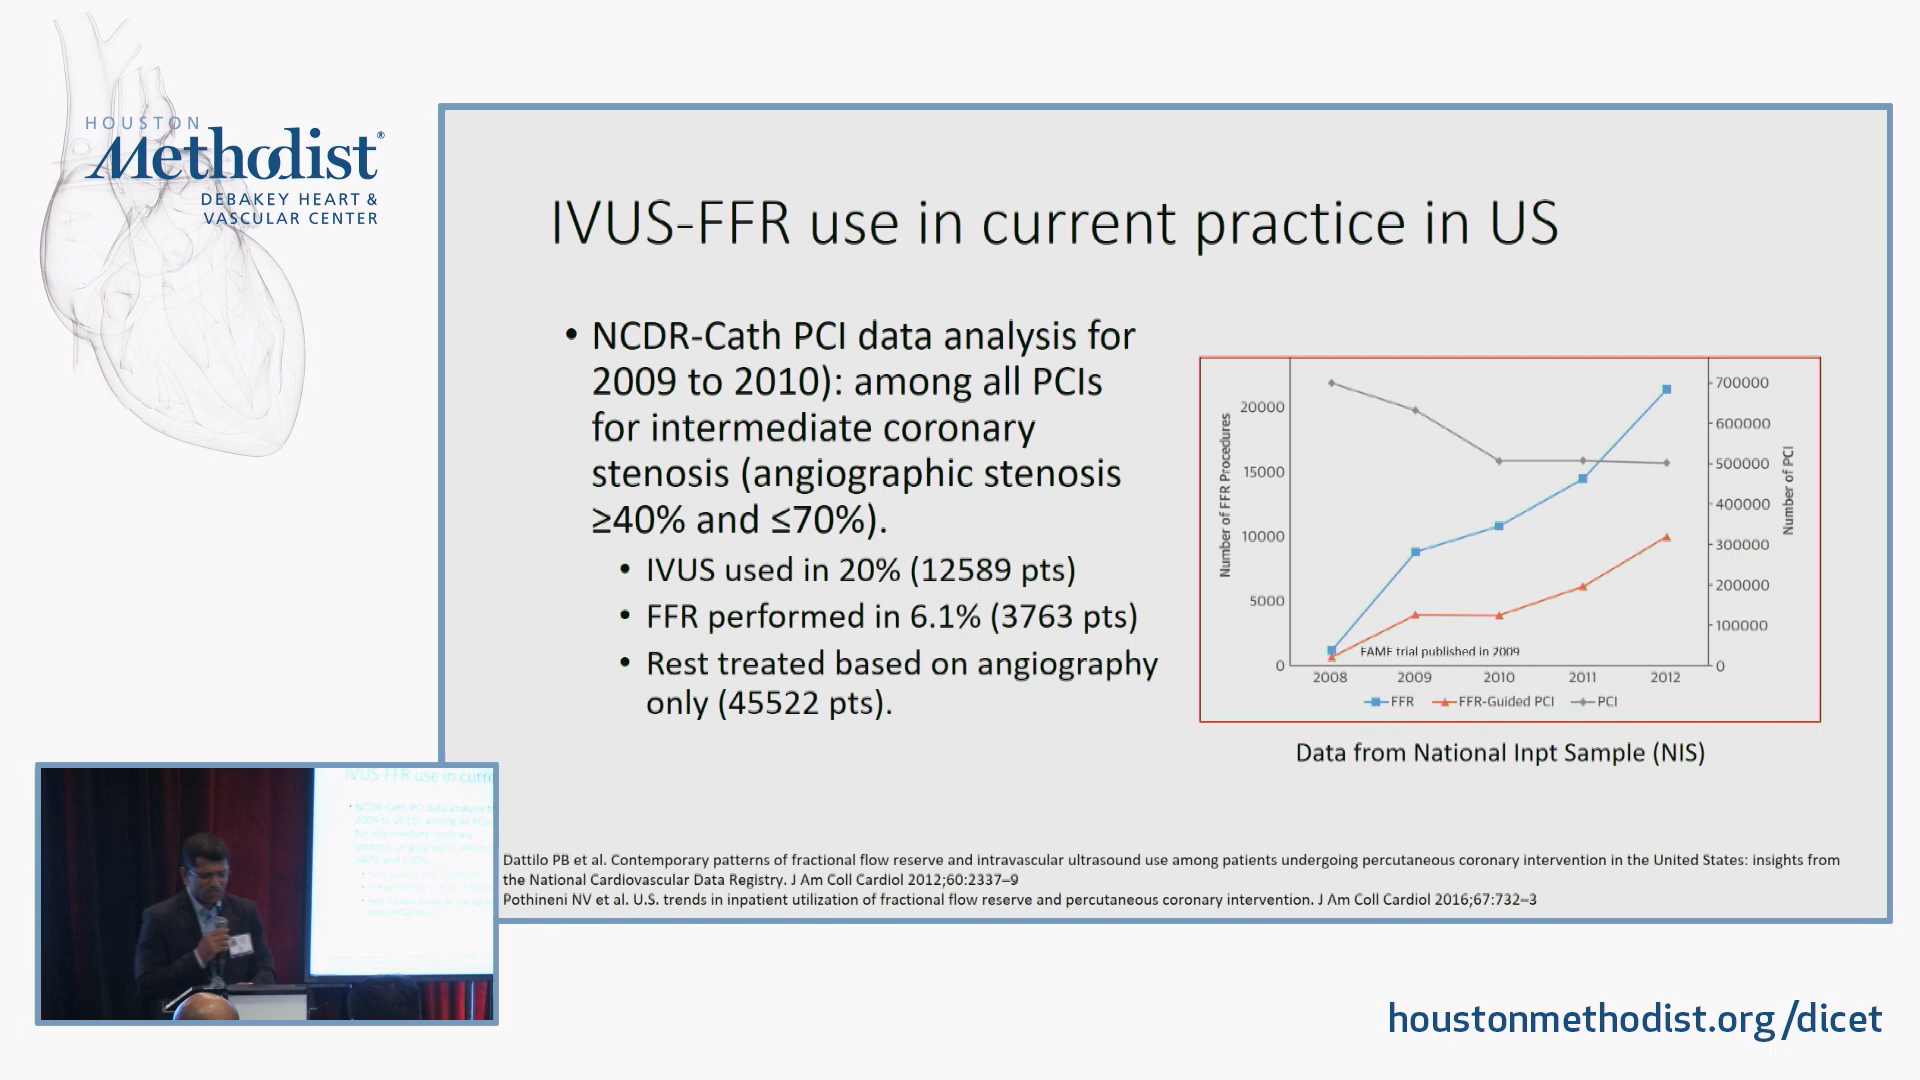 HOUSTON
Methodist®
DEBAKEY HEART &
VASCULAR CENTER
IVUS-FFR use in current practice in US
• NCDR-Cath PCI data analysis for
2009 to 2010): among all PCIs
for intermediate coronary
stenosis (angiographic stenosis
≥40% and ≤70%).
• IVUS used in 20% (12589 pts)
• FFR performed in 6.1% (3763 pts)
• Rest treated based on angiography
only (45522 pts).
Number of FFR Procedures
20000
15000
10000
5000
0
700000
600000
500000
400000
300000
200000
100000
0
Number of PCI
FAME trial published in 2009
2008 2009 2010 2011 2012
FFR FFR-Guided PCI PCI
Data from National Inpt Sample (NIS)
Dattilo PB et al. Contemporary patterns of fractional flow reserve and intravascular ultrasound use among patients undergoing percutaneous coronary intervention in the United States: insights from
the National Cardiovascular Data Registry. J Am Coll Cardiol 2012;60:2337–9
Pothineni NV et al. U.S. trends in inpatient utilization of fractional flow reserve and percutaneous coronary intervention. J Am Coll Cardiol 2016;67:732–3
IVUS-FFR use in curre
houstonmethodist.org/dicet